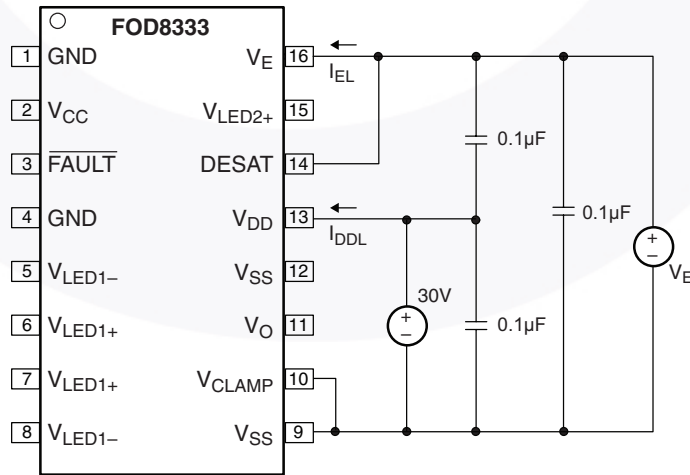 FOD8333
1 GND
2 VCC
3 FAULT
4 GND
5 VLED1–
6 VLED1+
7 VLED1+
8 VLED1–
VE 16
VLED2+ 15
DESAT 14
VDD 13
VSS 12
VO 11
VCLAMP 10
VSS 9
IEL
IDDL
0.1µF
0.1µF
0.1µF
30V
+
–
+
–
VE